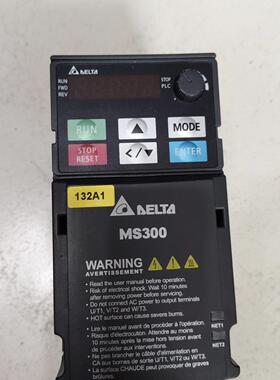 DELTA
RUN
FWD
REV
STOP
PLC
RUN
MODE
STOP
RESET
ENTER
132A1
DELTA
MS300
WARNING
AVERTISSEMENT
Read the user manual before operation.
Risk of electrical shock. Wait 10 minutes
after removing power before servicing.
Do not connect AC power to output terminals
U/T1, V/T2 and W/T3.
HOT surface can cause severe burns.
Lire le manuel avant de procéder à l'opération.
Risque d'électrocution. Attendre au moins
10 minutes après mise hors tension
avant de procéder
Ne pas brancher le câble d'alimentation en
CA aux bornes de sortie U/T1, V/T2 et W/T3.
La surface CHAUDE peut provoquer de graves
brûlures.
NET1
NET2